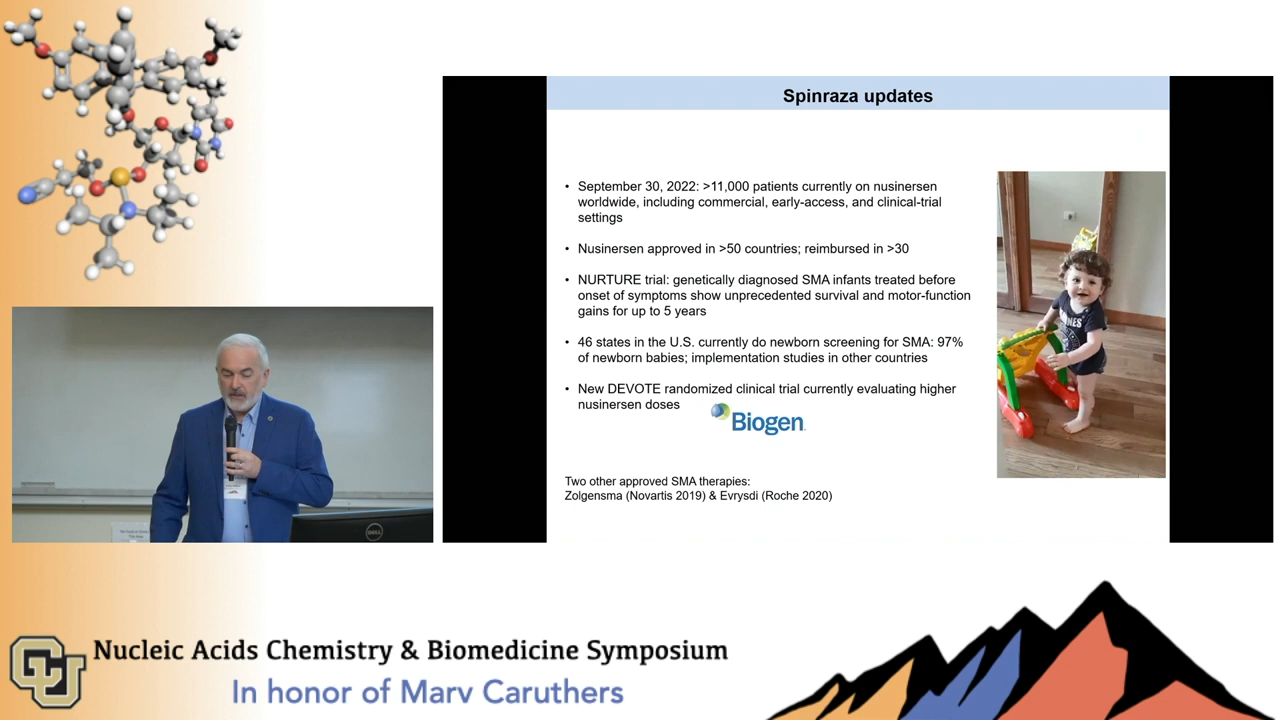 Spinraza updates
• September 30, 2022: >11,000 patients currently on nusinersen
worldwide, including commercial, early-access, and clinical-trial
settings
• Nusinersen approved in >50 countries; reimbursed in >30
• NURTURE trial: genetically diagnosed SMA infants treated before
onset of symptoms show unprecedented survival and motor-function
gains for up to 5 years
• 46 states in the U.S. currently do newborn screening for SMA: 97%
of newborn babies; implementation studies in other countries
• New DEVOTE randomized clinical trial currently evaluating higher
nusinersen doses
Biogen
Two other approved SMA therapies:
Zolgensma (Novartis 2019) & Evrysdi (Roche 2020)
DELL
CU
Nucleic Acids Chemistry & Biomedicine Symposium
In honor of Marv Caruthers